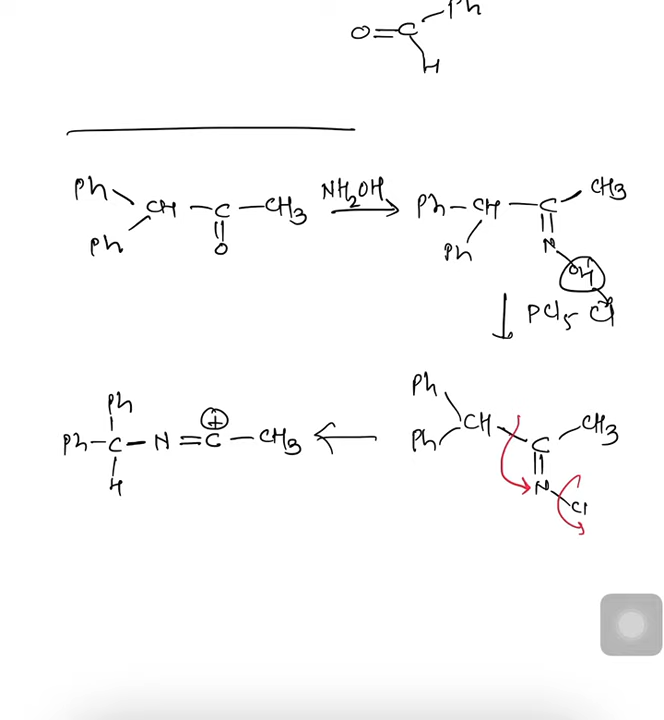 O=C-Ph
H
Ph
CH-C-CH3
Ph
O
NH2OH
Ph-CH-C
CH3
Ph
N
OH
PCl5 Cl
Ph
Ph
CH
C
CH3
N
Cl
Ph
Ph-C-N=C-CH3
+
H